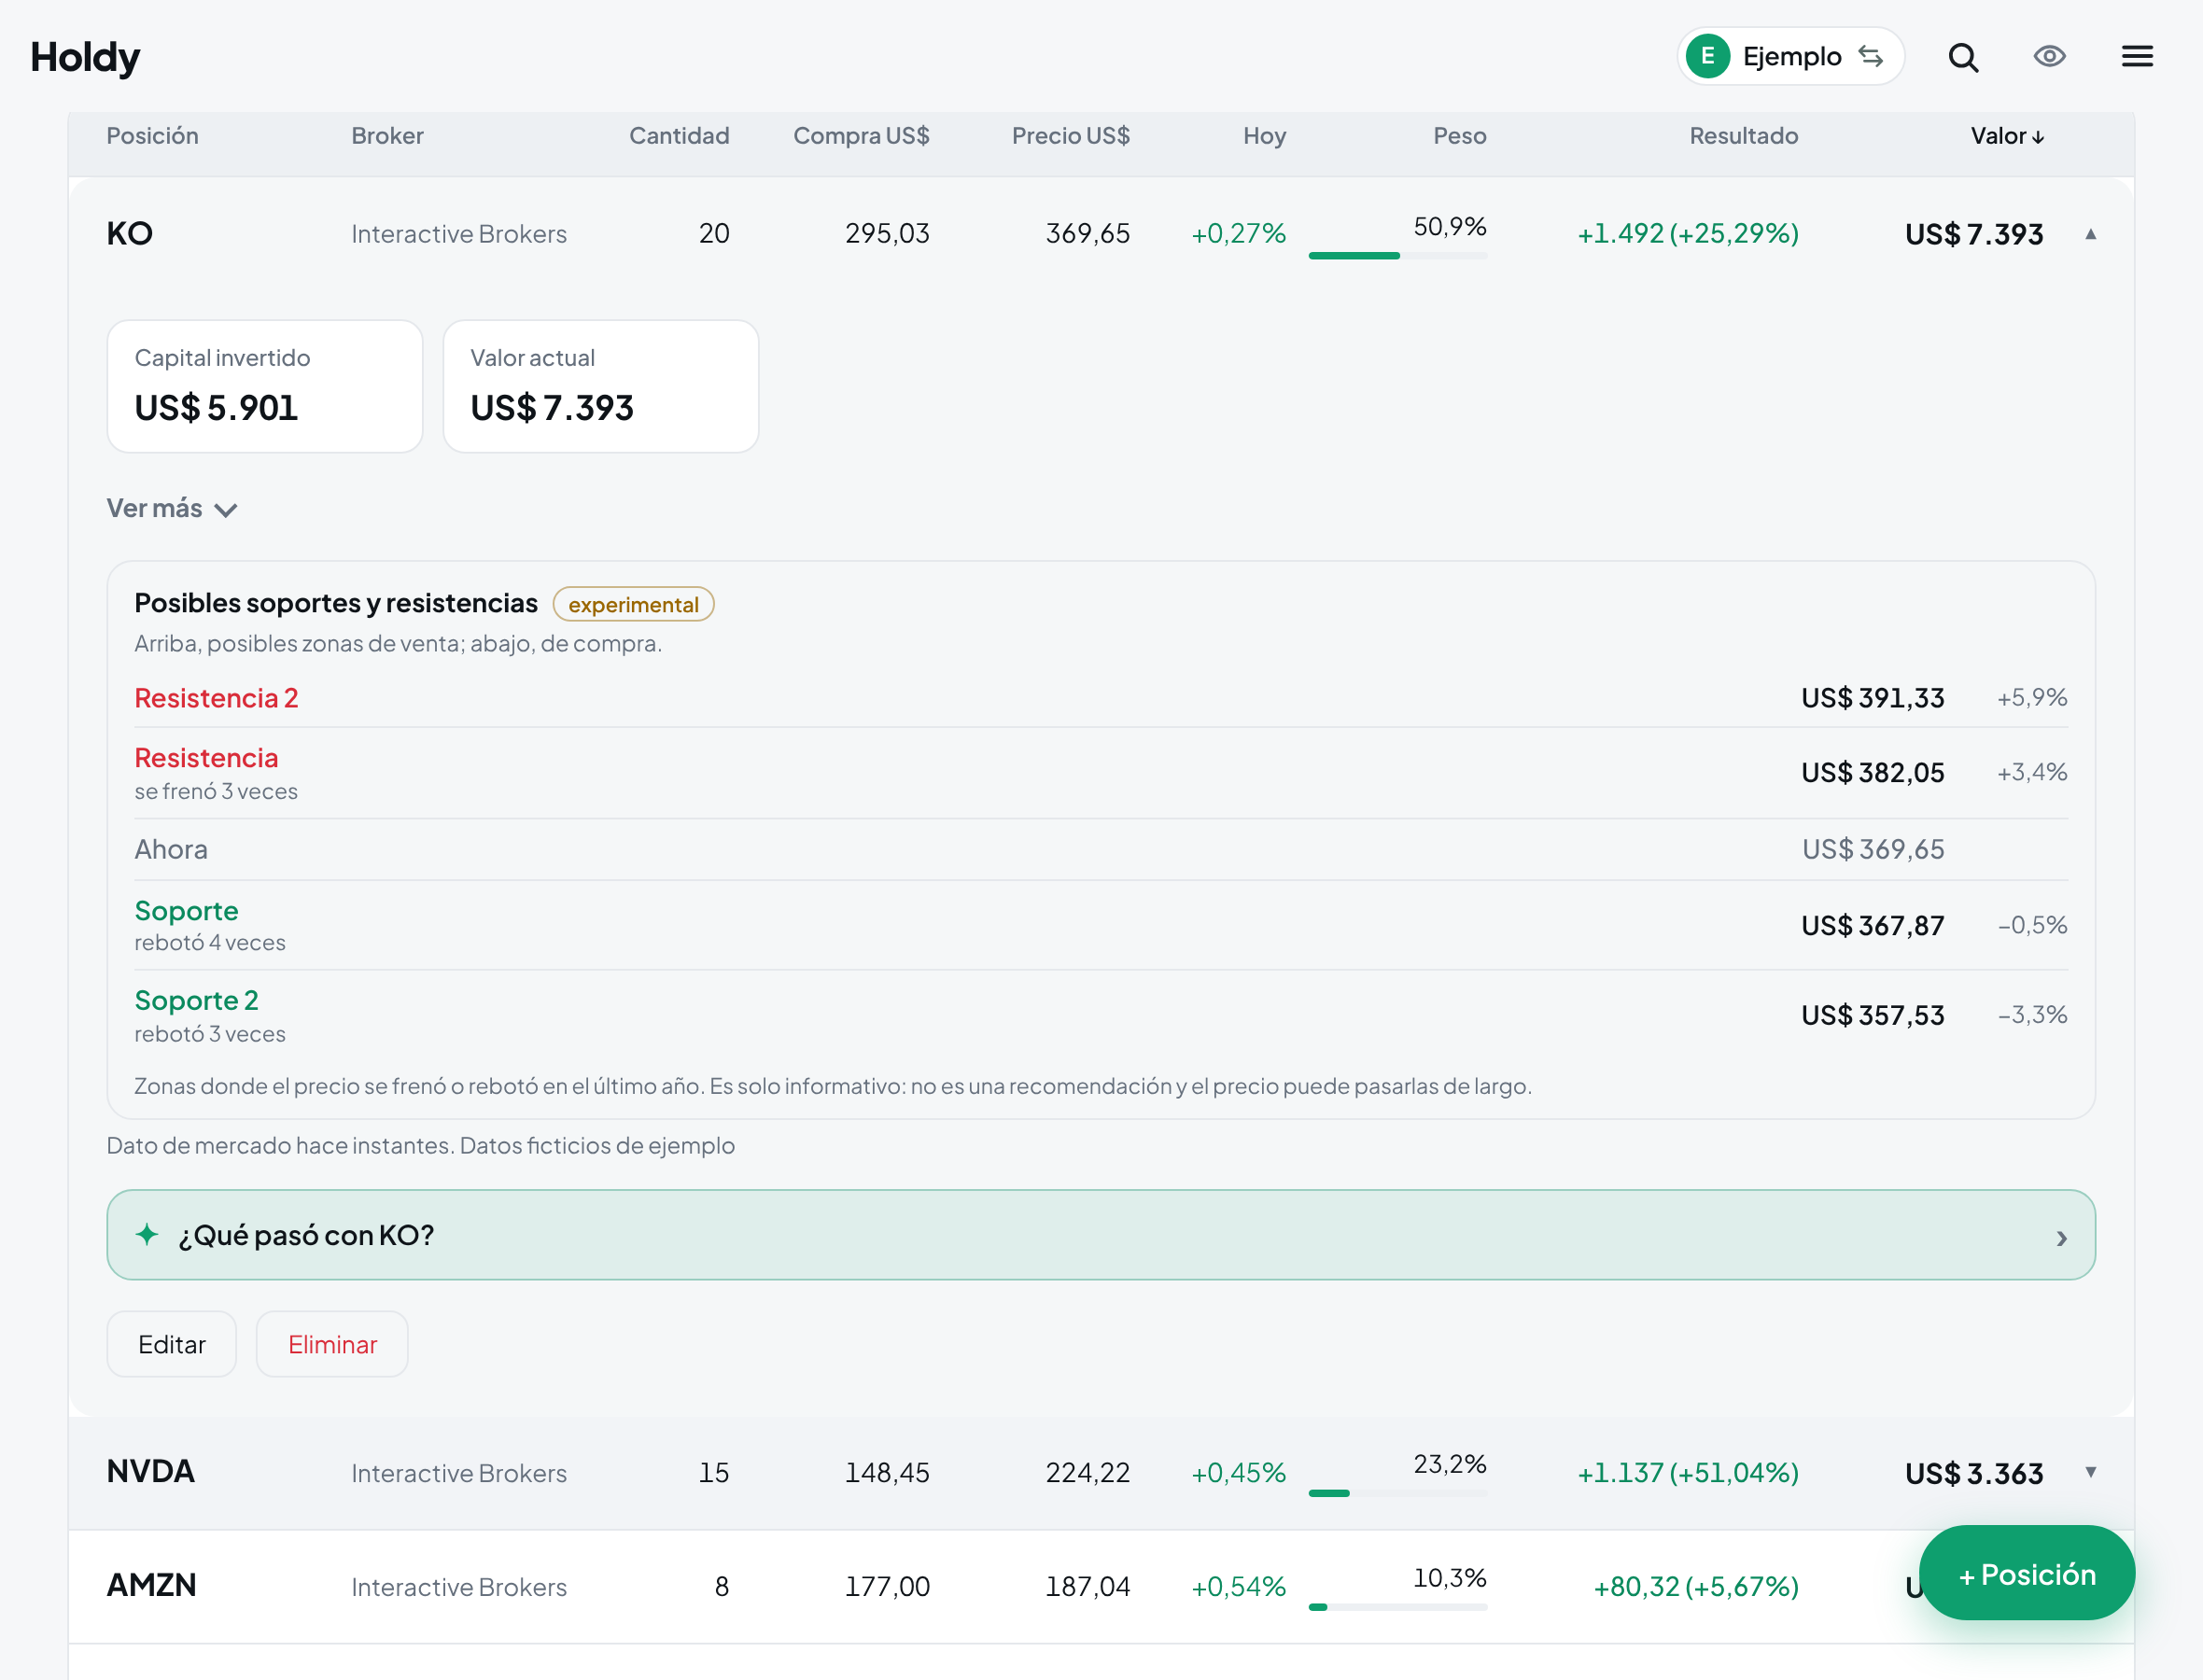 Holdy
E Ejemplo
Posición Broker Cantidad Compra US$ Precio US$ Hoy Peso Resultado Valor ↓
KO Interactive Brokers 20 295,03 369,65 +0,27% 50,9% +1.492 (+25,29%) US$ 7.393 ▲
Capital invertido Valor actual
US$ 5.901 US$ 7.393
Ver más
Posibles soportes y resistencias experimental
Arriba, posibles zonas de venta; abajo, de compra.
Resistencia 2 US$ 391,33 +5,9%
Resistencia US$ 382,05 +3,4%
se frenó 3 veces
Ahora US$ 369,65
Soporte US$ 367,87 −0,5%
rebotó 4 veces
Soporte 2 US$ 357,53 −3,3%
rebotó 3 veces
Zonas donde el precio se frenó o rebotó en el último año. Es solo informativo: no es una recomendación y el precio puede pasarlas de largo.
Dato de mercado hace instantes. Datos ficticios de ejemplo
¿Qué pasó con KO? ›
Editar Eliminar
NVDA Interactive Brokers 15 148,45 224,22 +0,45% 23,2% +1.137 (+51,04%) US$ 3.363 ▼
AMZN Interactive Brokers 8 177,00 187,04 +0,54% 10,3% +80,32 (+5,67%)
+ Posición